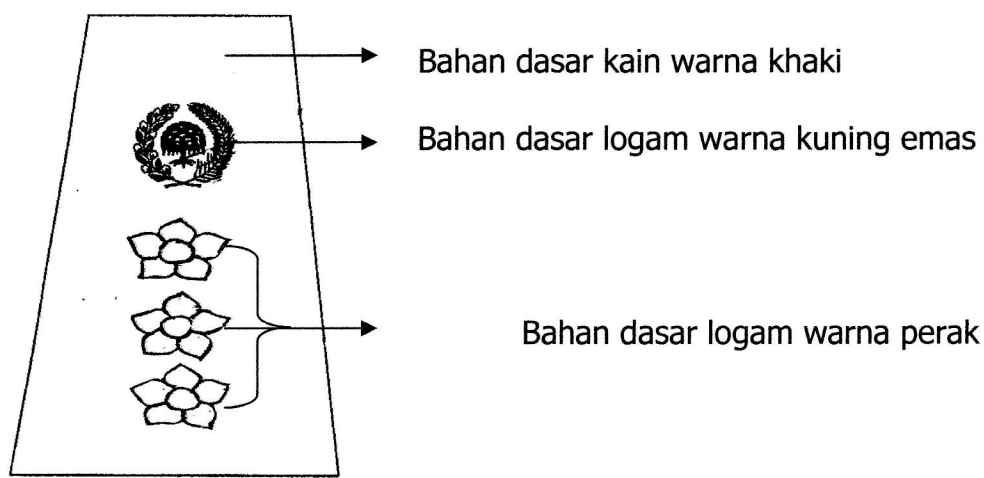 Bahan dasar kain warna khaki
Bahan dasar logam warna kuning emas
Bahan dasar logam warna perak